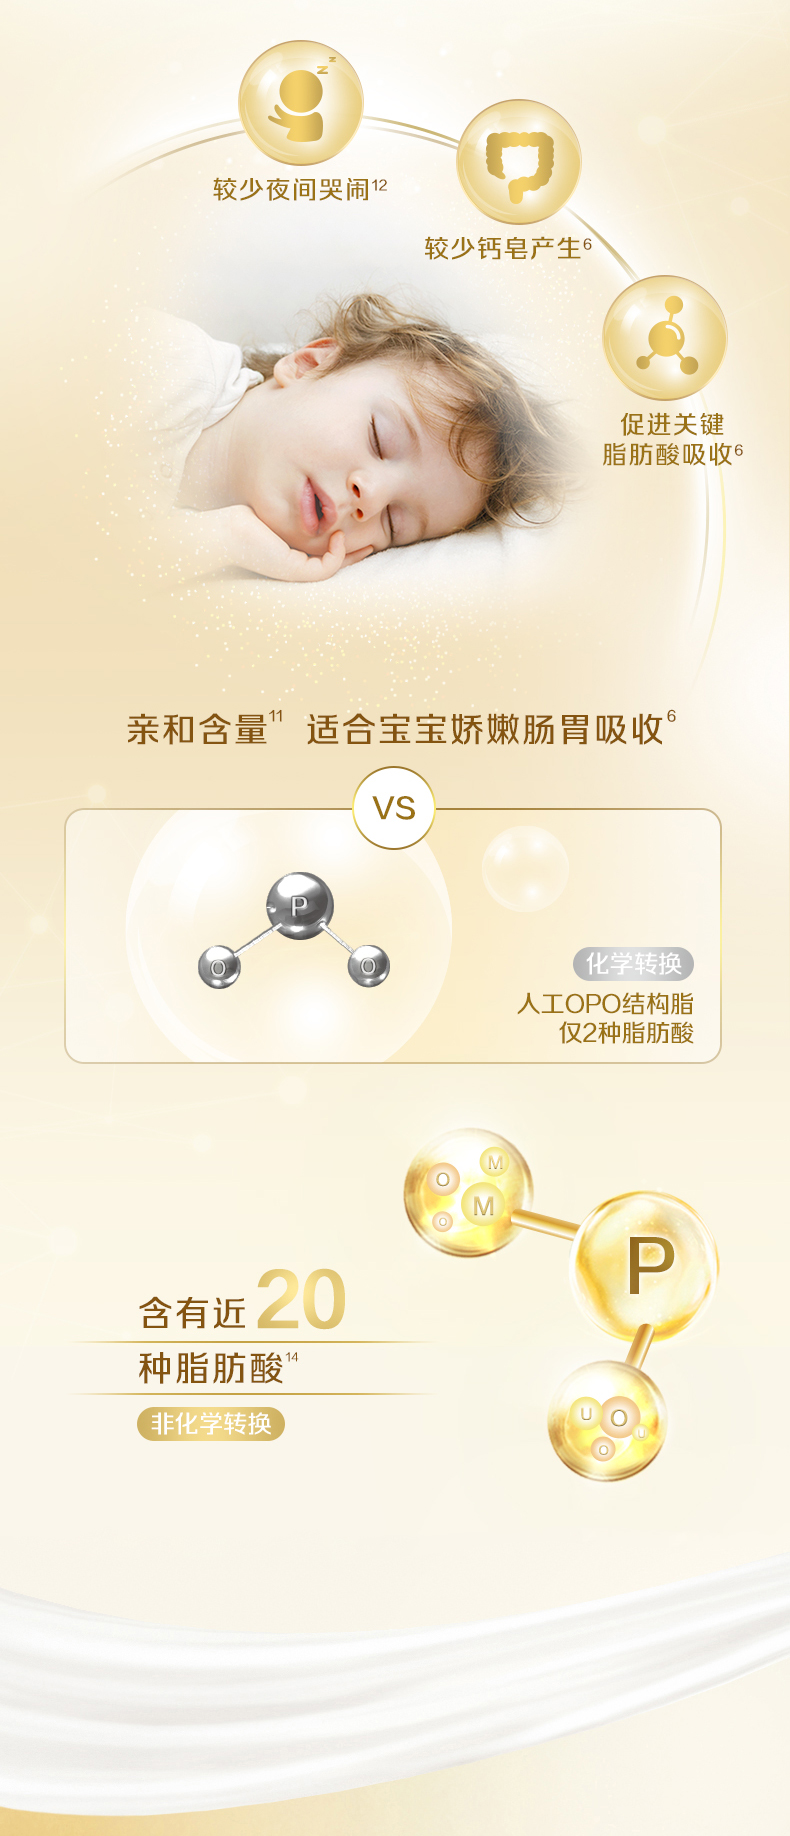 z z
较少夜间哭闹12
较少钙皂产生6
促进关键
脂肪酸吸收6
亲和含量11 适合宝宝娇嫩肠胃吸收6
VS
P
O O
化学转换
人工OPO结构脂
仅2种脂肪酸
M
O
M
O
P
含有近20
种脂肪酸14
非化学转换
U O U
O